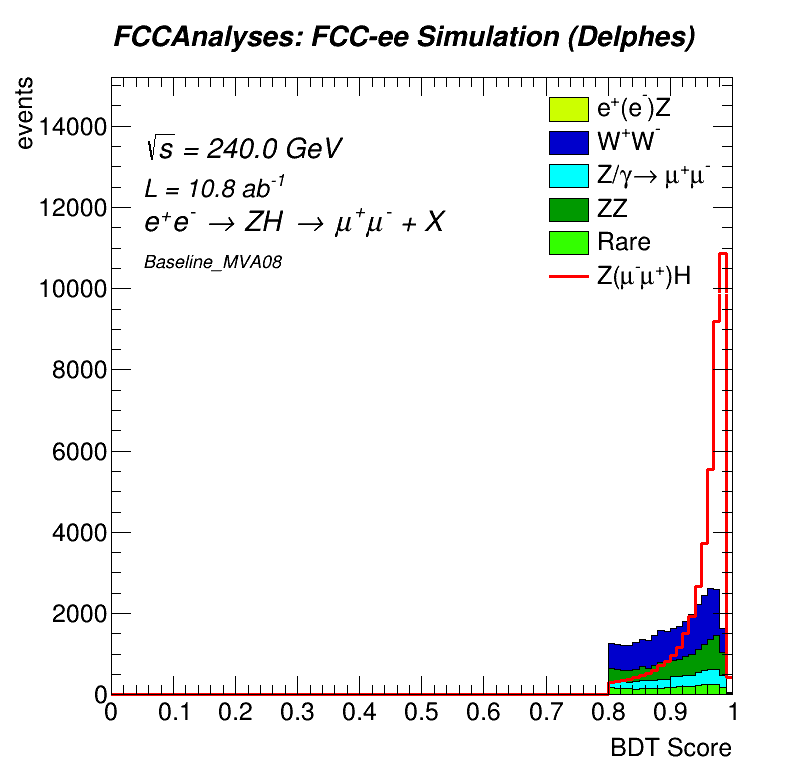 FCCAnalyses: FCC-ee Simulation (Delphes)
events
14000
12000
10000
8000
6000
4000
2000
0
√s = 240.0 GeV
L = 10.8 ab⁻¹
e⁺e⁻ → ZH → μ⁺μ⁻ + X
Baseline_MVA08
e⁺(e⁻)Z
W⁺W⁻
Z/γ→ μ⁺μ⁻
ZZ
Rare
Z(μ⁻μ⁺)H
0 0.1 0.2 0.3 0.4 0.5 0.6 0.7 0.8 0.9 1
BDT Score